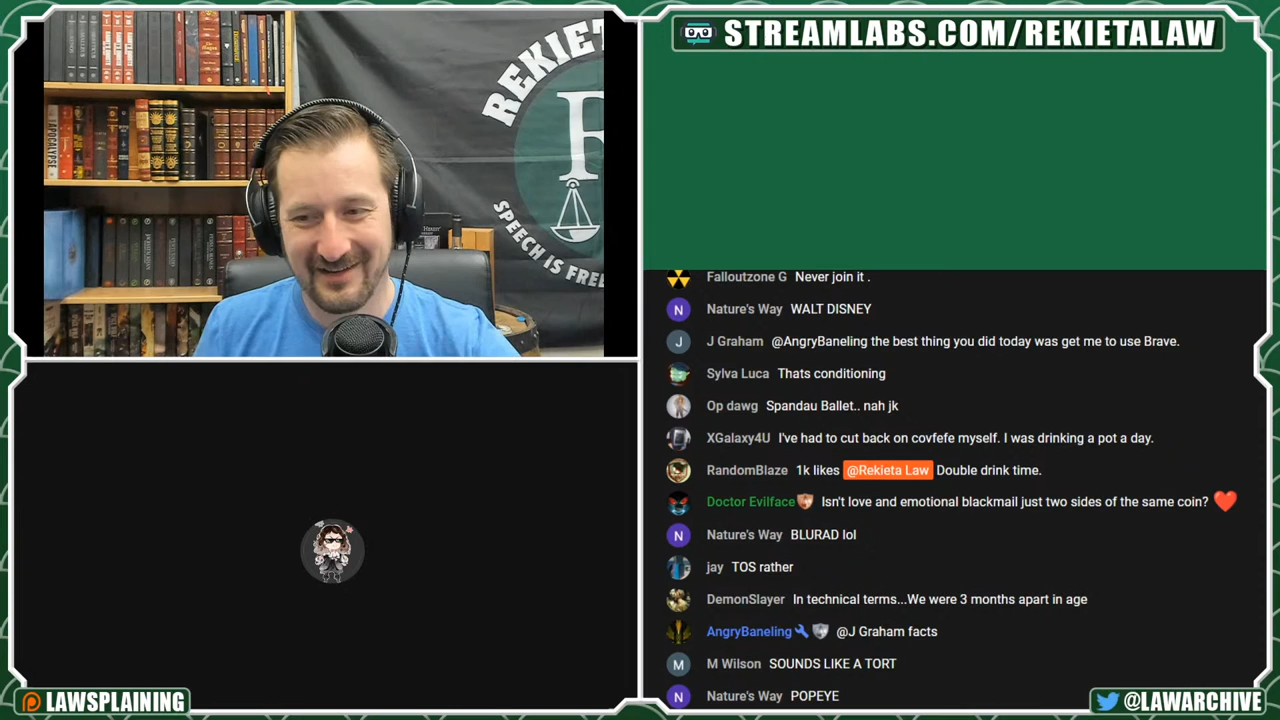 STREAMLABS.COM/REKIETALAW
REKIET
R
SPEECH IS FREE
APOCALYPSE
Falloutzone G Never join it .
Nature's Way WALT DISNEY
J Graham @AngryBaneling the best thing you did today was get me to use Brave.
Sylva Luca Thats conditioning
Op dawg Spandau Ballet.. nah jk
XGalaxy4U I've had to cut back on covfefe myself. I was drinking a pot a day.
RandomBlaze 1k likes @Rekieta Law Double drink time.
Doctor Evilface Isn't love and emotional blackmail just two sides of the same coin?
Nature's Way BLURAD lol
jay TOS rather
DemonSlayer In technical terms...We were 3 months apart in age
AngryBaneling @J Graham facts
M Wilson SOUNDS LIKE A TORT
Nature's Way POPEYE
LAWSPLAINING
@LAWARCHIVE